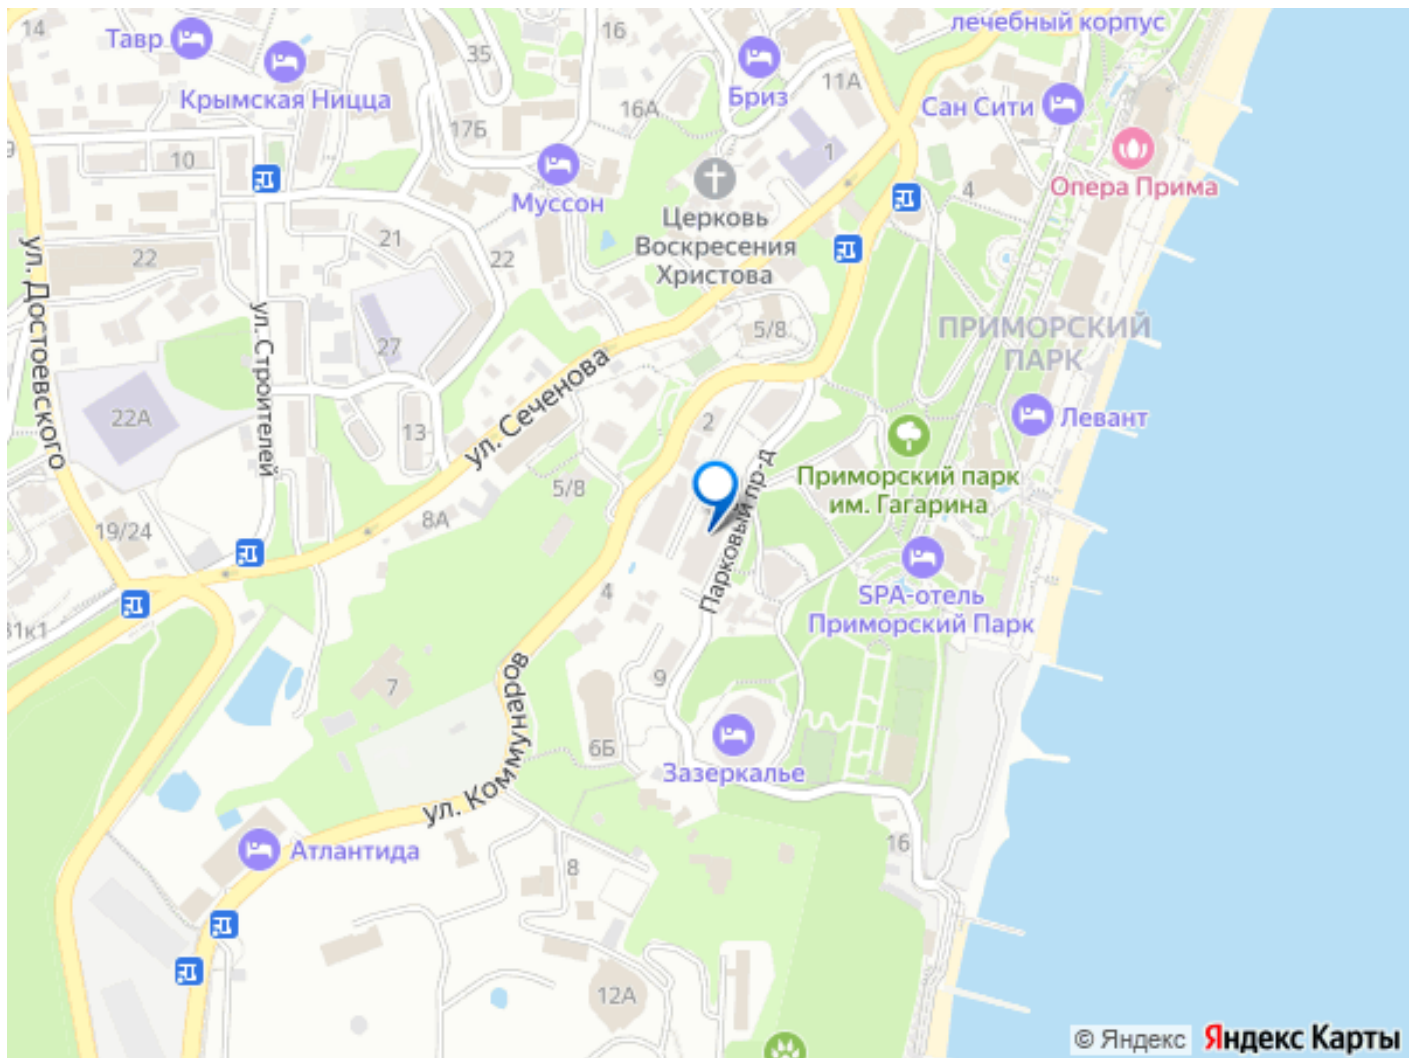 лечебный корпус
14
Тавр
16
35
Бриз
11А
Крымская Ницца
16А
Сан Сити
17Б
1
10
Муссон
4
Опера Прима
Церковь
Воскресения
Христова
21
22
22
ул. Достоевского
ул. Строителей
5/8
ПРИМОРСКИЙ
ПАРК
27
ул. Сеченова
22А
13
2
Левант
Приморский парк
им. Гагарина
Парковый пр-д
5/8
8А
19/24
4
SPA-отель
Приморский Парк
31к1
7
9
ул. Коммунаров
6Б
Зазеркалье
16
Атлантида
8
12А
© Яндекс Яндекс Карты